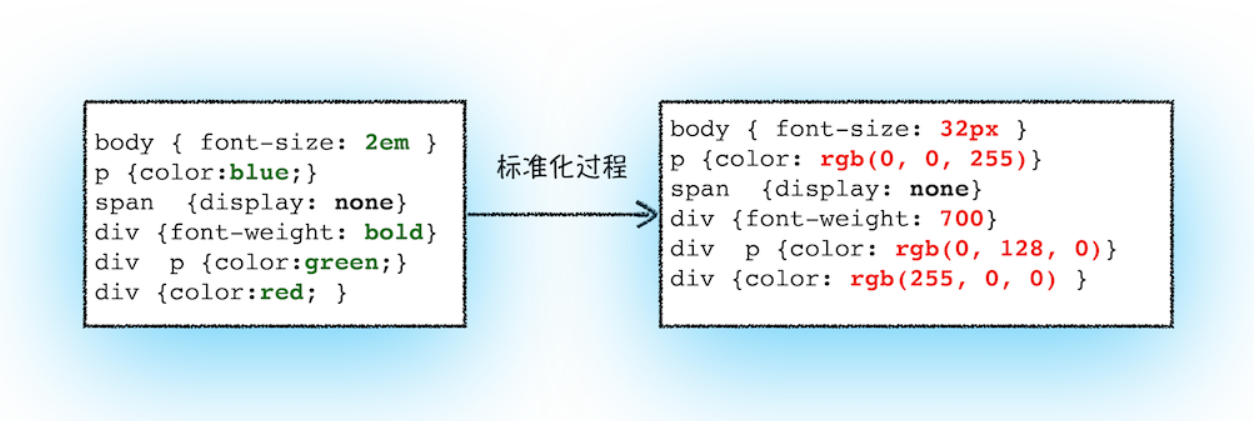 body { font-size: 2em }
p {color:blue;}
span  {display: none}
div {font-weight: bold}
div  p {color:green;}
div {color:red; }
标准化过程
body { font-size: 32px }
p {color: rgb(0, 0, 255)}
span  {display: none}
div {font-weight: 700}
div  p {color: rgb(0, 128, 0)}
div {color: rgb(255, 0, 0) }